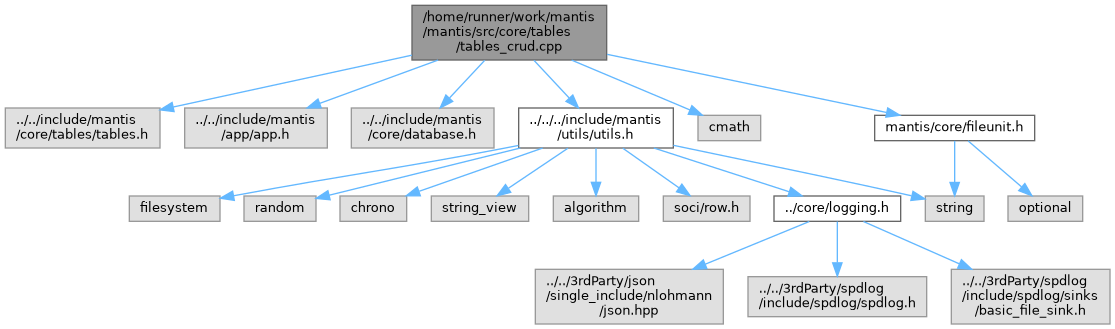 /home/runner/work/mantis
/mantis/src/core/tables
/tables_crud.cpp
../../include/mantis
/core/tables/tables.h
../../include/mantis
/app/app.h
../../include/mantis
/core/database.h
../../../include/mantis
/utils/utils.h
cmath
mantis/core/fileunit.h
filesystem
random
chrono
string_view
algorithm
soci/row.h
../core/logging.h
string
optional
../../3rdParty/json
/single_include/nlohmann
/json.hpp
../../3rdParty/spdlog
/include/spdlog/spdlog.h
../../3rdParty/spdlog
/include/spdlog/sinks
/basic_file_sink.h